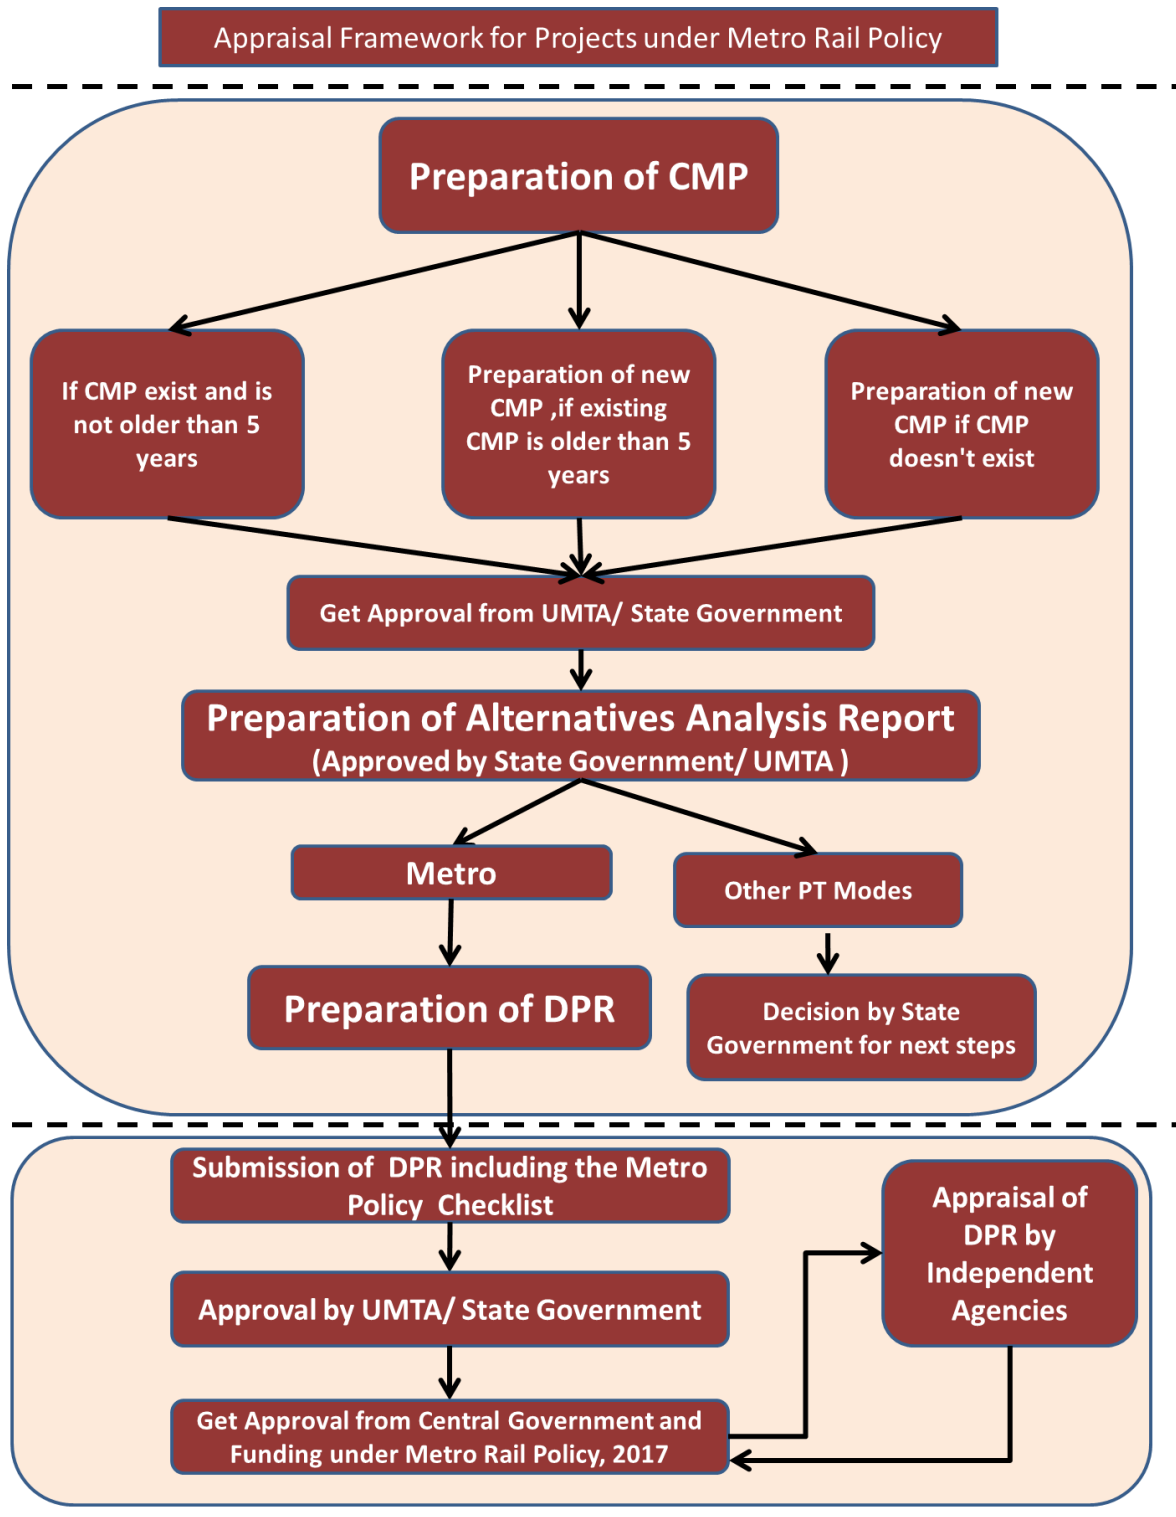 Appraisal Framework for Projects under Metro Rail Policy
Preparation of CMP
If CMP exist and is
not older than 5
years
Preparation of new
CMP ,if existing
CMP is older than 5
years
Preparation of new
CMP if CMP
doesn't exist
Get Approval from UMTA/ State Government
Preparation of Alternatives Analysis Report
(Approved by State Government/ UMTA )
Metro
Other PT Modes
Preparation of DPR
Decision by State
Government for next steps
Submission of DPR including the Metro
Policy Checklist
Appraisal of
DPR by
Independent
Agencies
Approval by UMTA/ State Government
Get Approval from Central Government and
Funding under Metro Rail Policy, 2017